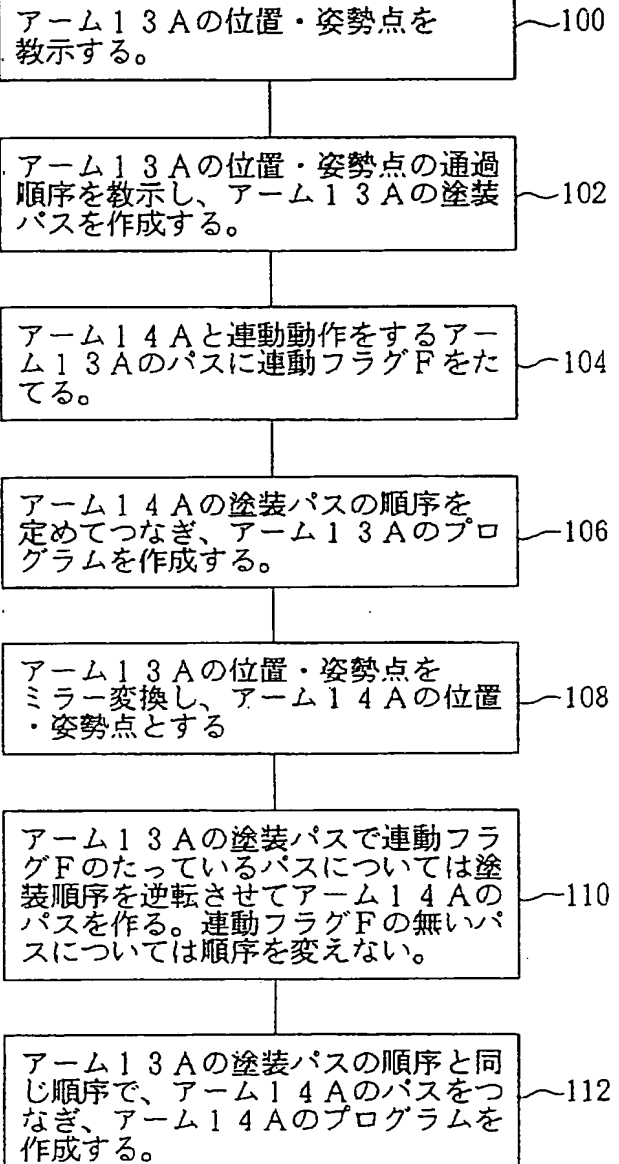 アーム13Aの位置・姿勢点を
教示する。
100
アーム13Aの位置・姿勢点の通過
順序を教示し、アーム13Aの塗装
パスを作成する。
102
アーム14Aと連動動作をするアー
ム13Aのパスに連動フラグFをた
てる。
104
アーム14Aの塗装パスの順序を
定めてつなぎ、アーム13Aのプロ
グラムを作成する。
106
アーム13Aの位置・姿勢点を
ミラー変換し、アーム14Aの位置
・姿勢点とする
108
アーム13Aの塗装パスで連動フラ
グFのたっているパスについては塗
装順序を逆転させてアーム14Aの
パスを作る。連動フラグFの無いパ
スについては順序を変えない。
110
アーム13Aの塗装パスの順序と同
じ順序で、アーム14Aのパスをつ
なぎ、アーム14Aのプログラムを
作成する。
112